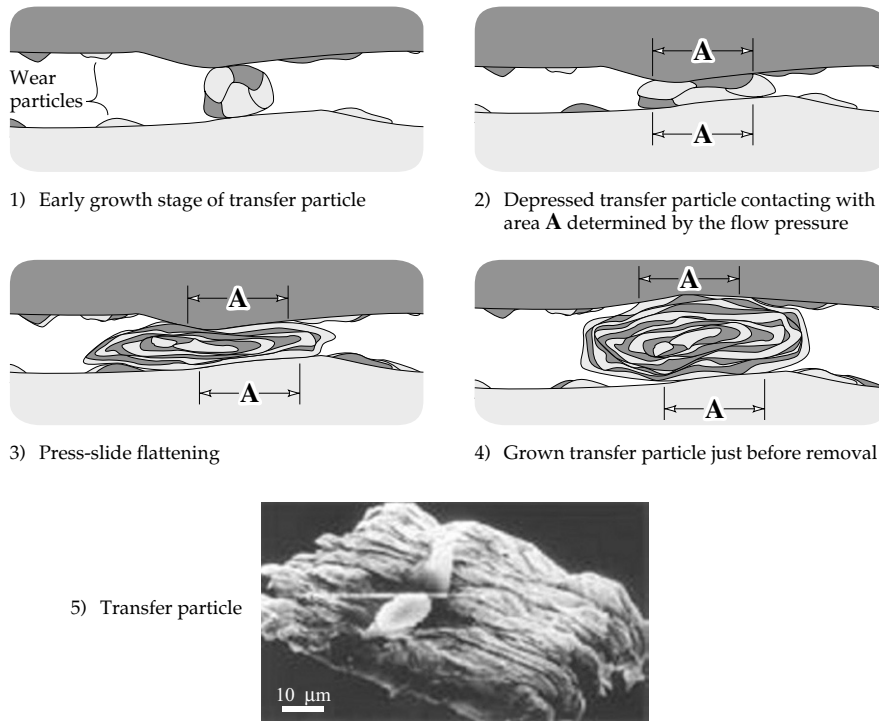 Wear
particles
A
A
1) Early growth stage of transfer particle
2) Depressed transfer particle contacting with
area A determined by the flow pressure
A
A
A
A
3) Press-slide flattening
4) Grown transfer particle just before removal
5) Transfer particle
10 μm